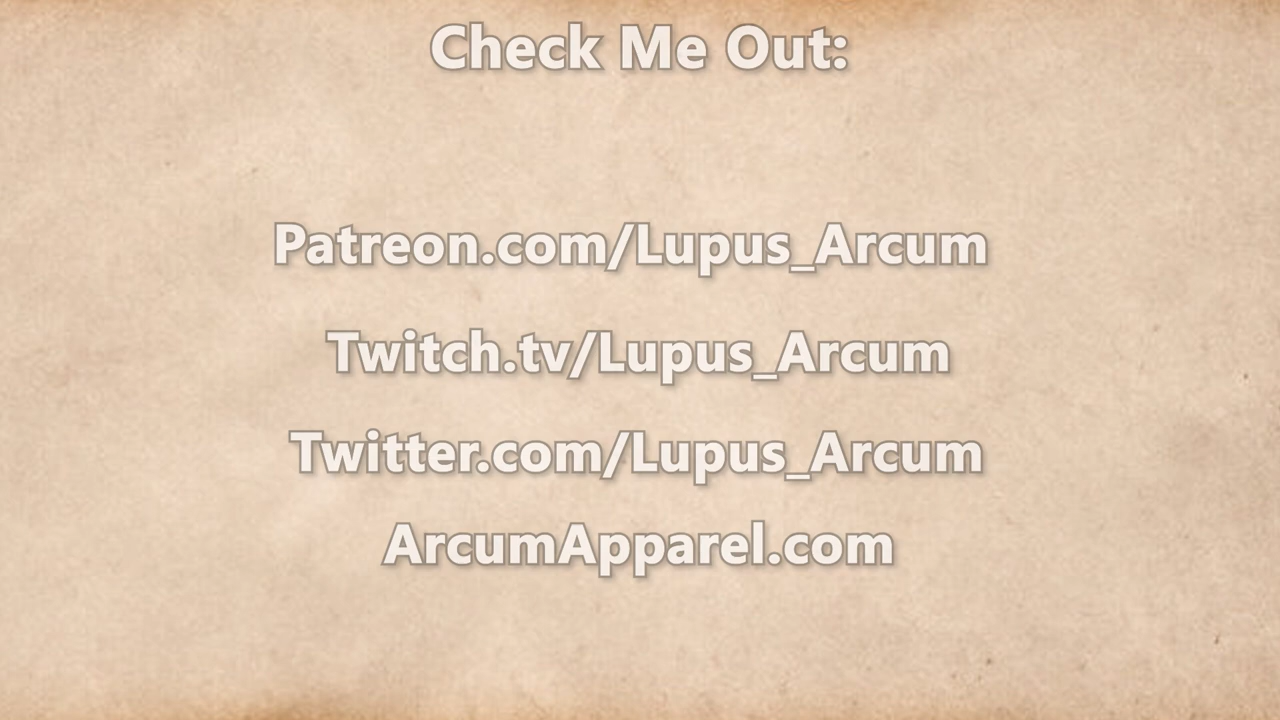 Check Me Out:
Patreon.com/Lupus_Arcum
Twitch.tv/Lupus_Arcum
Twitter.com/Lupus_Arcum
ArcumApparel.com